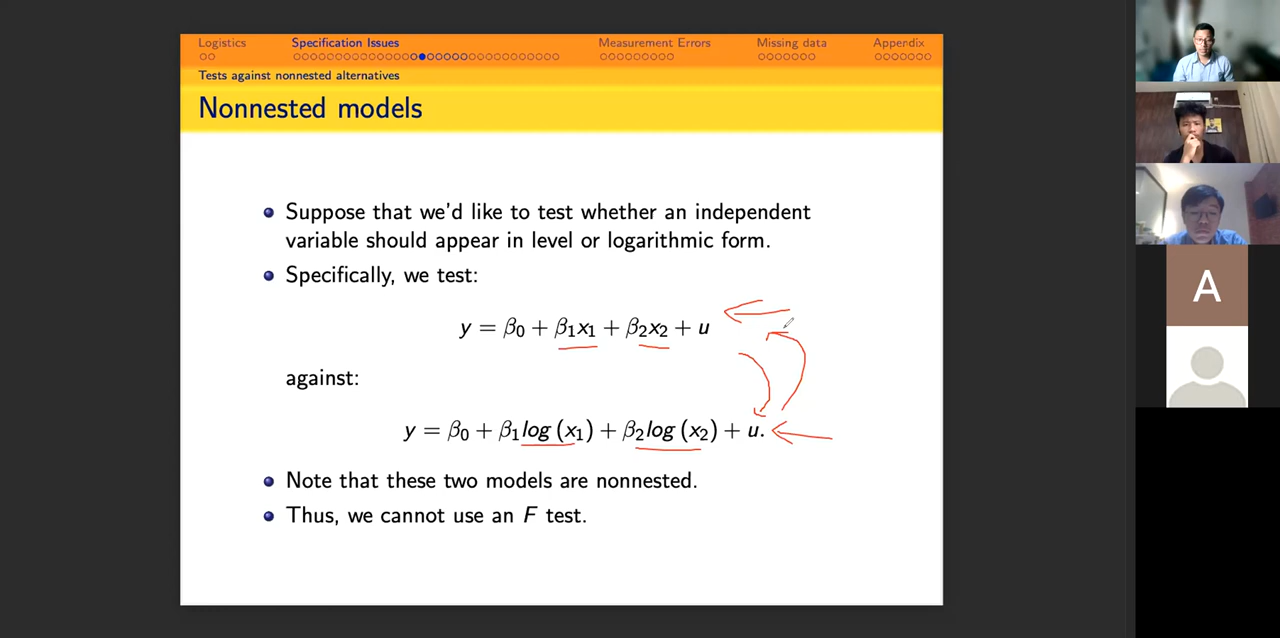 Logistics Specification Issues Measurement Errors Missing data Appendix
Tests against nonnested alternatives
Nonnested models
Suppose that we'd like to test whether an independent
variable should appear in level or logarithmic form.
Specifically, we test:
y = β₀ + β₁x₁ + β₂x₂ + u
against:
y = β₀ + β₁log (x₁) + β₂log (x₂) + u.
Note that these two models are nonnested.
Thus, we cannot use an F test.
A